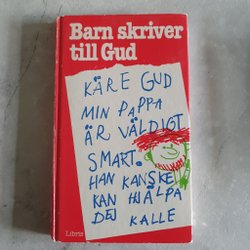 Barn skriver
till Gud
KÄRE GUD
MIN PAPPA
ÄR VÄLDIGT
SMART.
HAN KANSKE
KAN HJÄLPA
DEJ KALLE
Libris